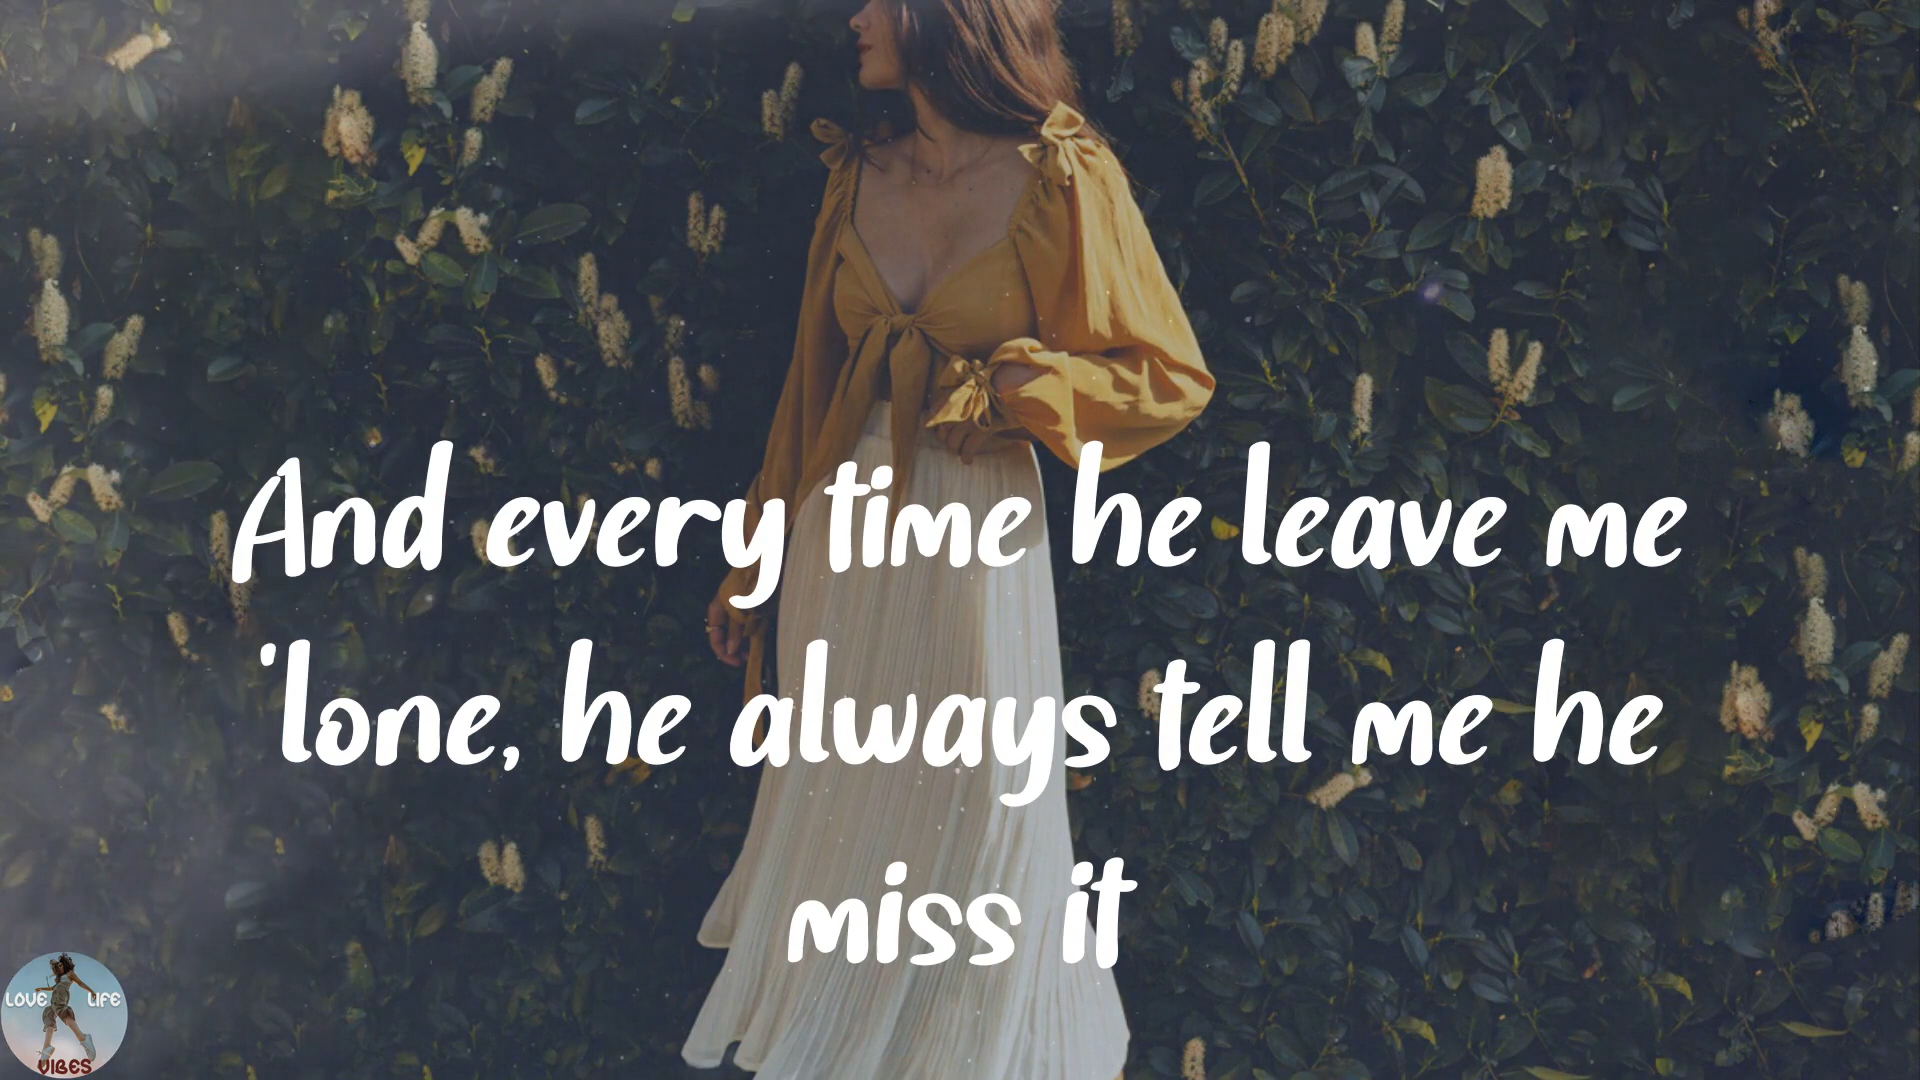 And every time he leave me
'lone, he always tell me he
miss it
LOVE LIFE
VIBES